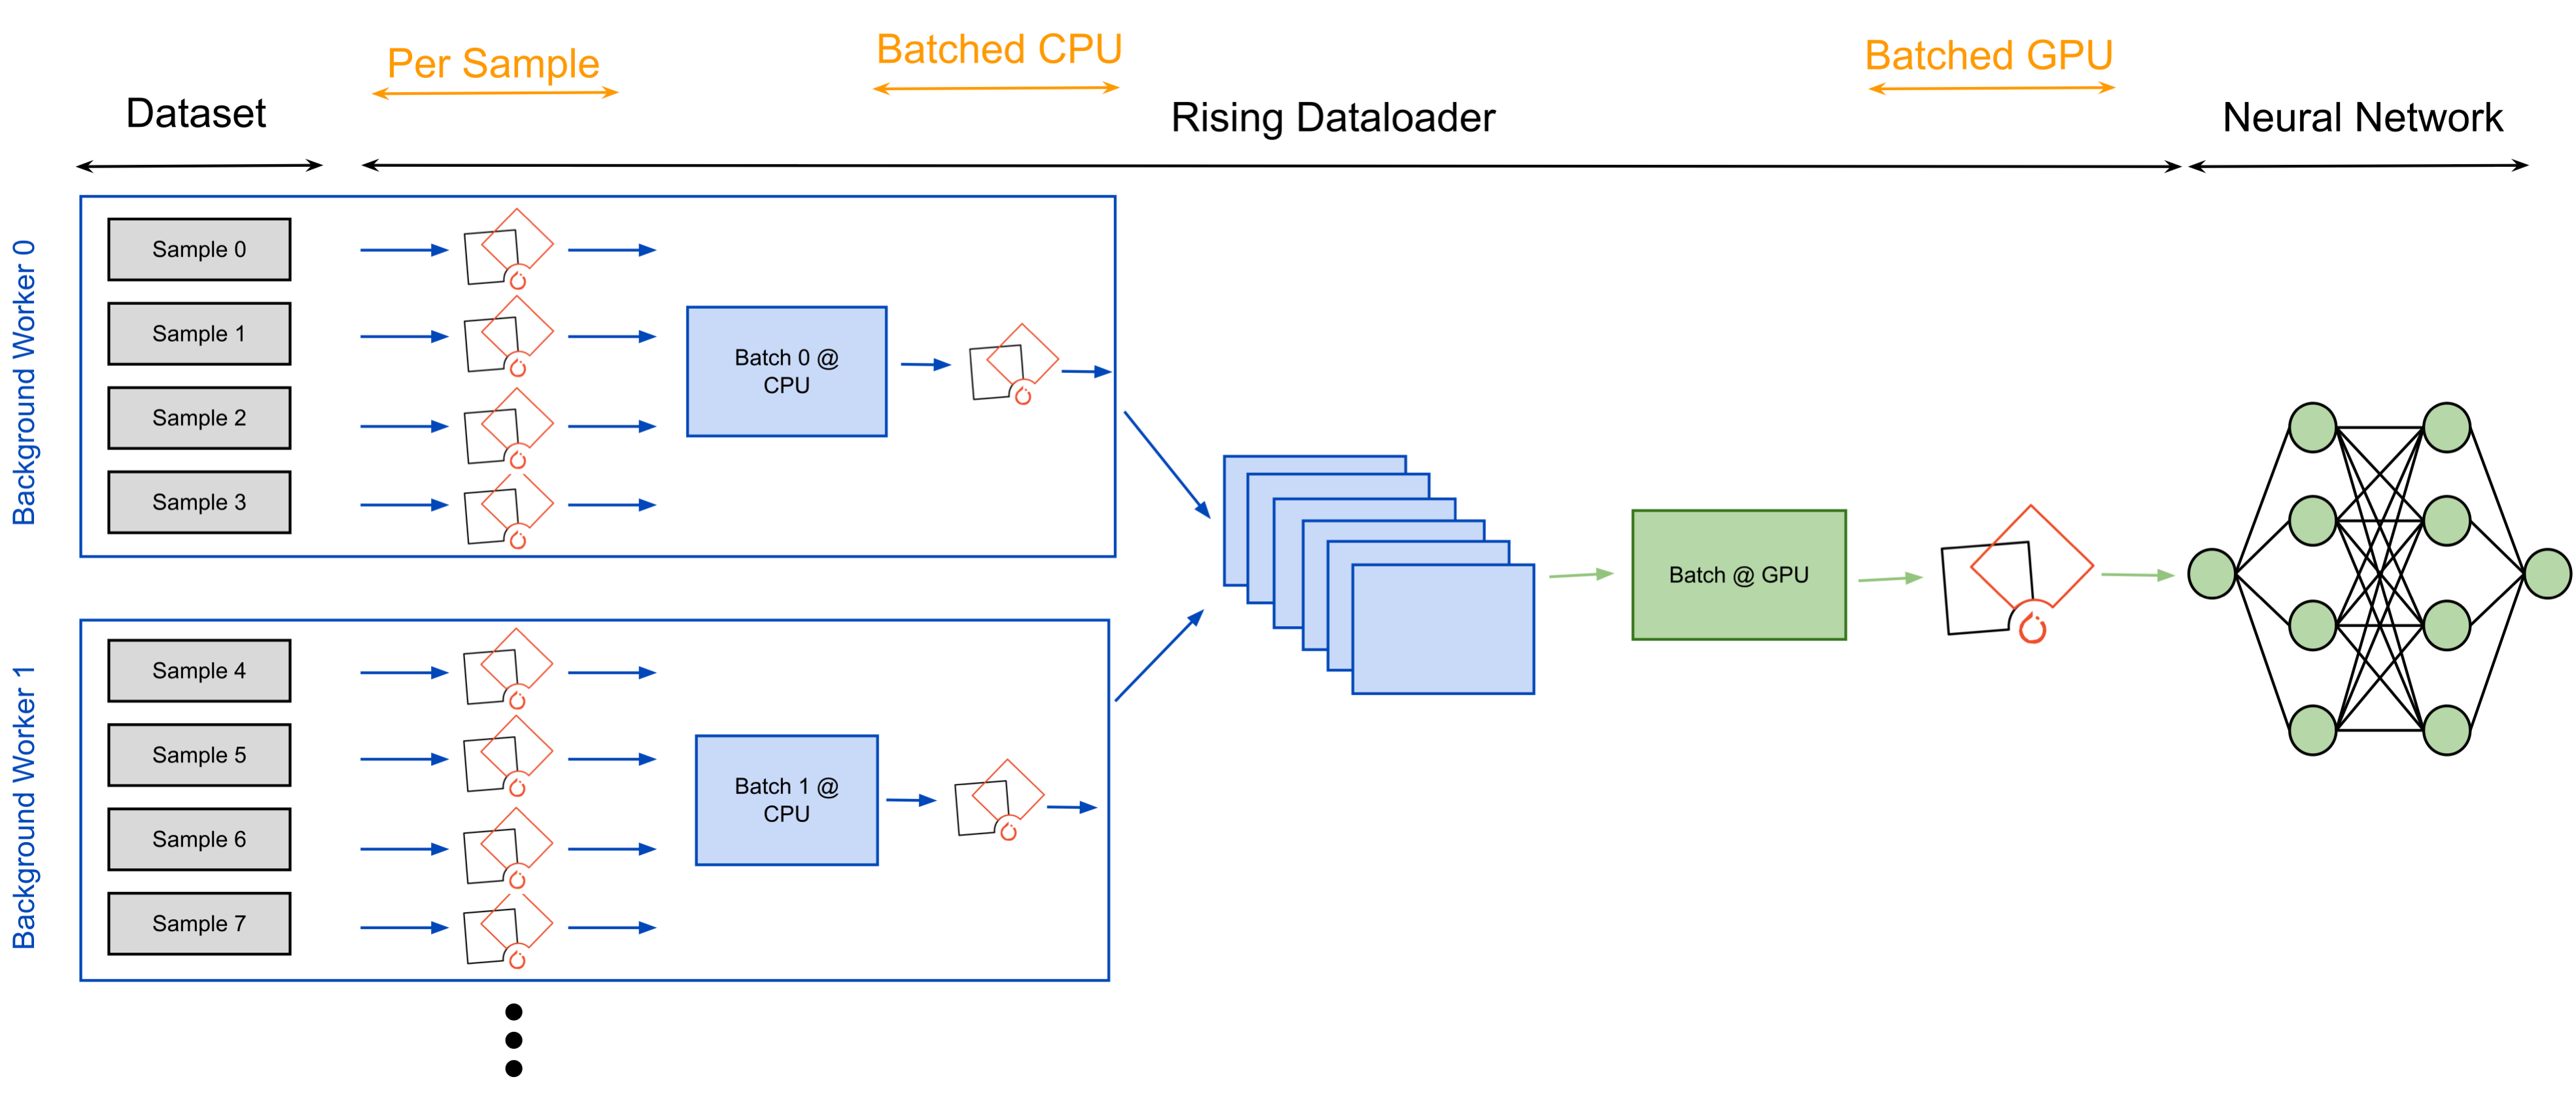 Per Sample
Batched CPU
Batched GPU
Dataset
Rising Dataloader
Neural Network
Background Worker 0
Sample 0
Sample 1
Sample 2
Sample 3
Batch 0 @
CPU
Batch @ GPU
Background Worker 1
Sample 4
Sample 5
Sample 6
Sample 7
Batch 1 @
CPU